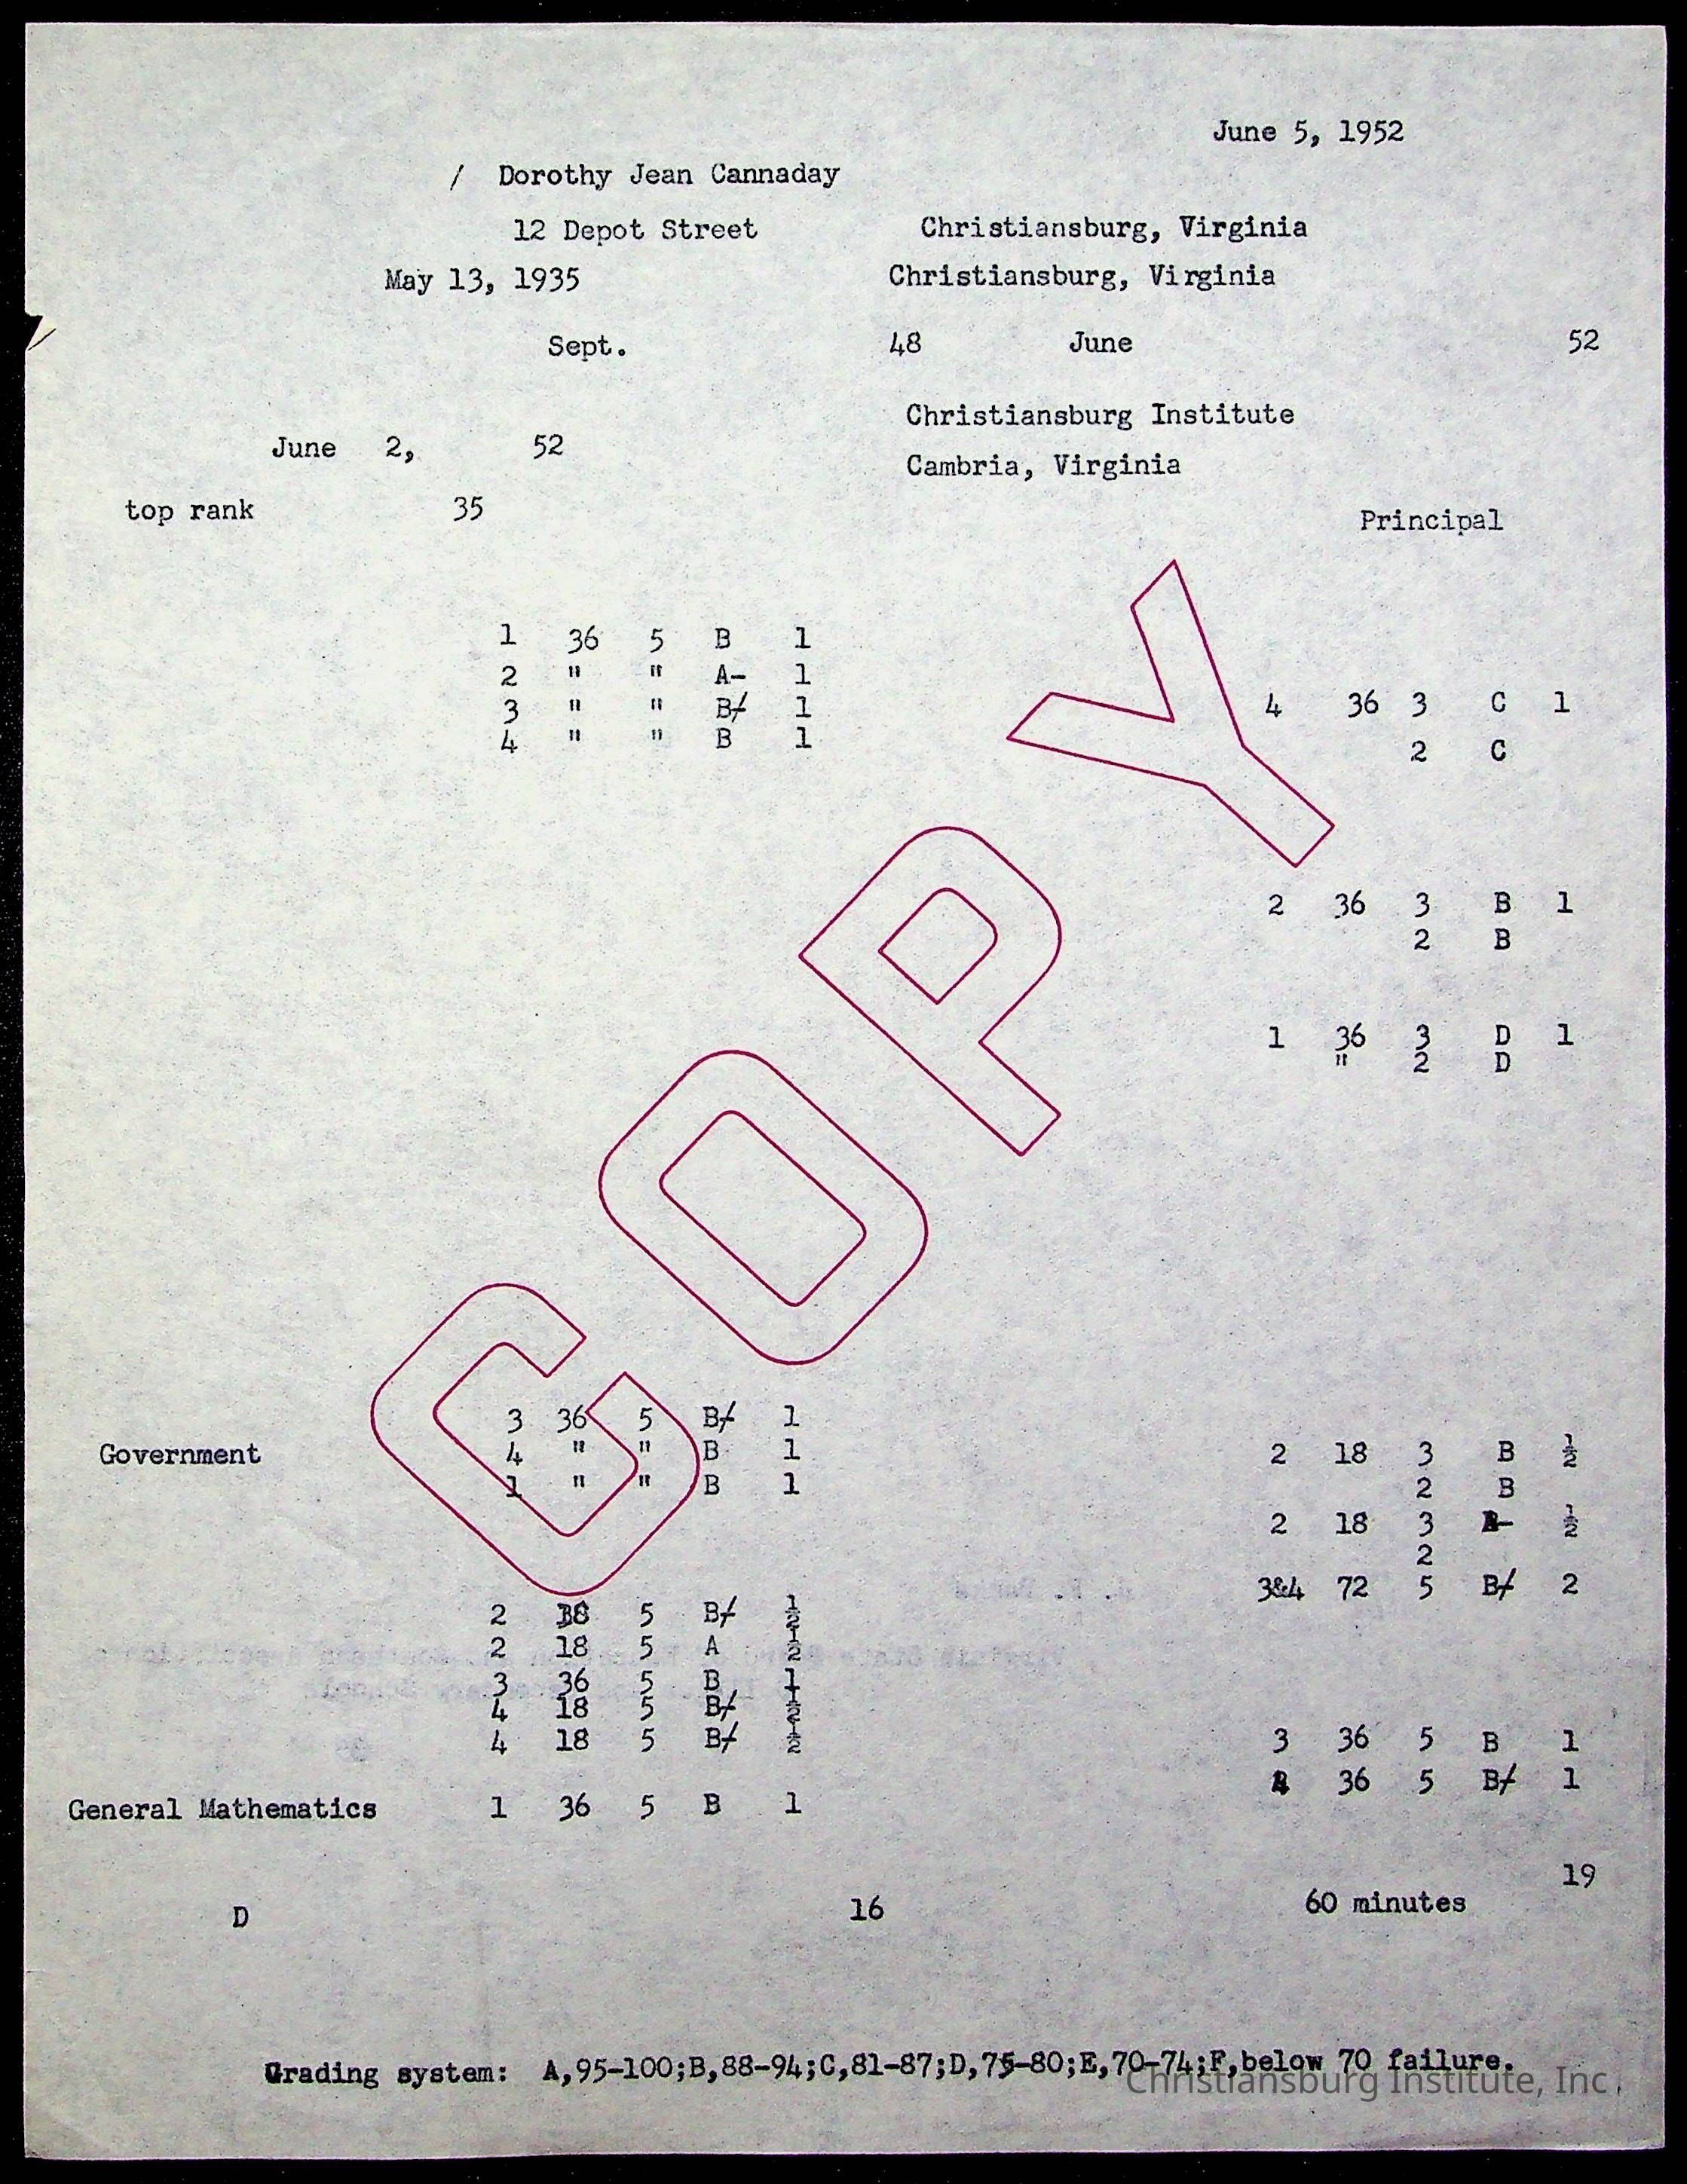 June 5, 1952
/ Dorothy Jean Cannaday
12 Depot Street Christiansburg, Virginia
May 13, 1935 Christiansburg, Virginia
Sept. 48 June 52
Christiansburg Institute
June 2, 52
Cambria, Virginia
top rank 35
Principal
1 36 5 B 1
2 " " A- 1
3 " " B/ 1
4 " " B 1
4 36 3 C 1
2 C
2 36 3 B 1
2 B
1 36 3 D 1
" 2 D
COPY
3 36 5 B/ 1
Government 4 " " B 1
1 " " B 1
2 18 3 B ½
2 B
2 18 3 - ½
2
3&4 72 5 B/ 2
2 18 5 B/ ½
2 18 5 A ½
3 36 5 B 1
4 18 5 B/ ½
4 18 5 B/ ½
General Mathematics 1 36 5 B 1
3 36 5 B 1
4 36 5 B/ 1
19
D 16 60 minutes
Grading system: A,95-100;B,88-94;C,81-87;D,75-80;E,70-74;F,below 70 failure.
Christiansburg Institute, Inc.